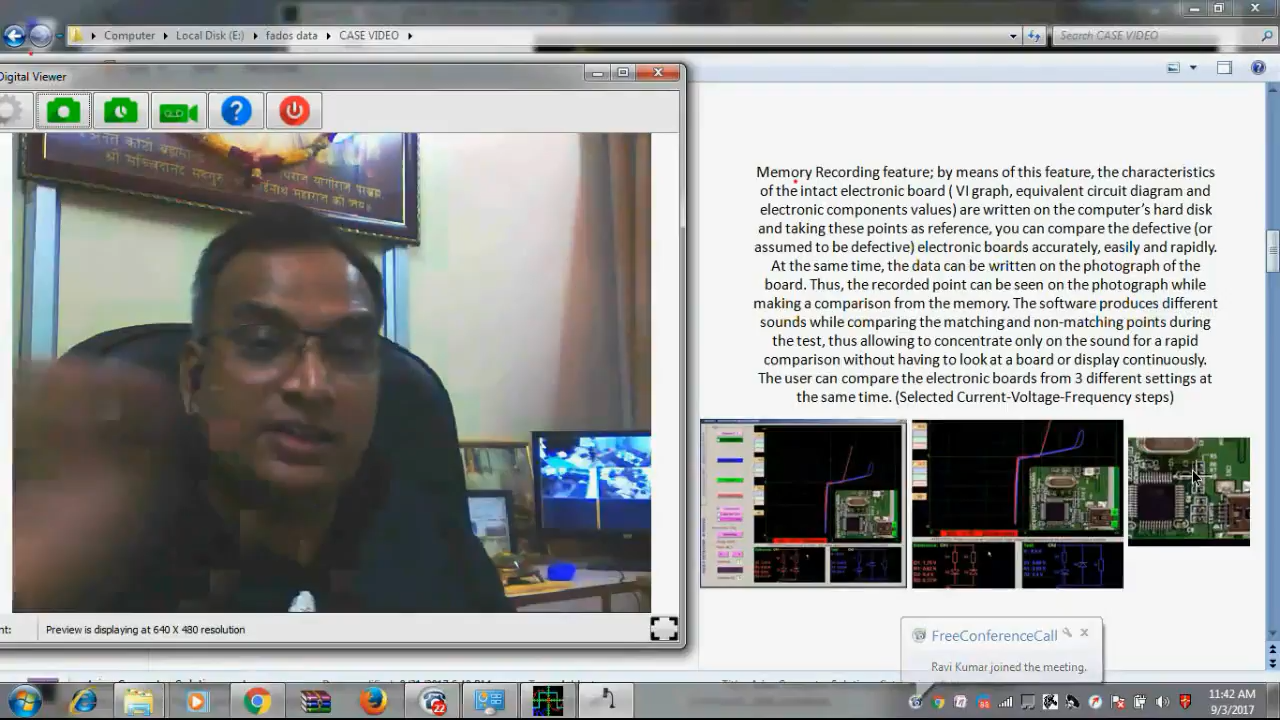 Computer
Local Disk (E:)
fados data
CASE VIDEO
Search CASE VIDEO
Digital Viewer
Memory Recording feature; by means of this feature, the characteristics
of the intact electronic board ( VI graph, equivalent circuit diagram and
electronic components values) are written on the computer's hard disk
and taking these points as reference, you can compare the defective (or
assumed to be defective) electronic boards accurately, easily and rapidly.
At the same time, the data can be written on the photograph of the
board. Thus, the recorded point can be seen on the photograph while
making a comparison from the memory. The software produces different
sounds while comparing the matching and non-matching points during
the test, thus allowing to concentrate only on the sound for a rapid
comparison without having to look at a board or display continuously.
The user can compare the electronic boards from 3 different settings at
the same time. (Selected Current-Voltage-Frequency steps)
nt:
Preview is displaying at 640 X 480 resolution
FreeConferenceCall
Ravi Kumar joined the meeting.
22
11:42 AM
9/3/2017